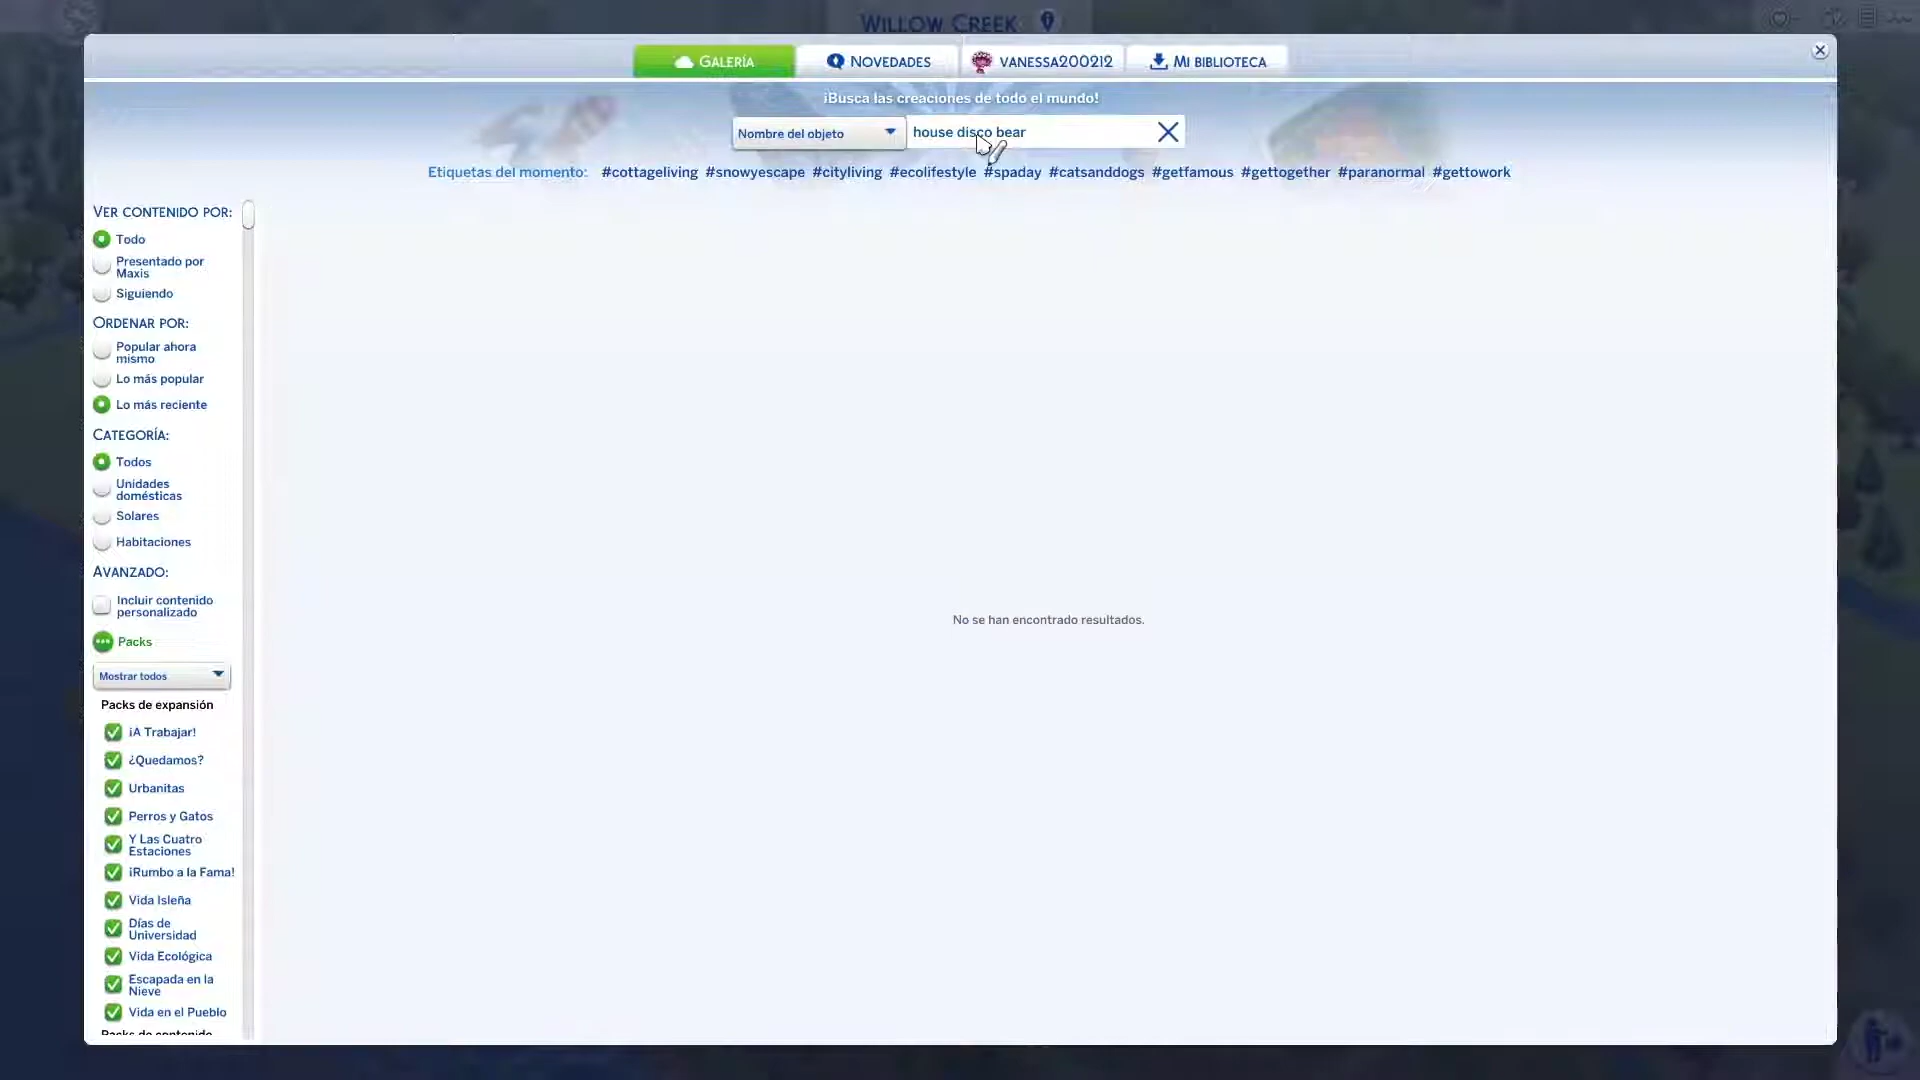 WILLOW CREEK
GALERÍA
NOVEDADES
VANESSA200212
MI BIBLIOTECA
¡Busca las creaciones de todo el mundo!
Nombre del objeto
house disco bear
Etiquetas del momento: #cottageliving #snowyescape #cityliving #ecolifestyle #spaday #catsanddogs #getfamous #gettogether #paranormal #gettowork
VER CONTENIDO POR:
Todo
Presentado por
Maxis
Siguiendo
ORDENAR POR:
Popular ahora
mismo
Lo más popular
Lo más reciente
CATEGORÍA:
Todos
Unidades
domésticas
Solares
Habitaciones
AVANZADO:
Incluir contenido
personalizado
Packs
Mostrar todos
Packs de expansión
¡A Trabajar!
¿Quedamos?
Urbanitas
Perros y Gatos
Y Las Cuatro
Estaciones
¡Rumbo a la Fama!
Vida Isleña
Días de
Universidad
Vida Ecológica
Escapada en la
Nieve
Vida en el Pueblo
Packs de contenido
No se han encontrado resultados.